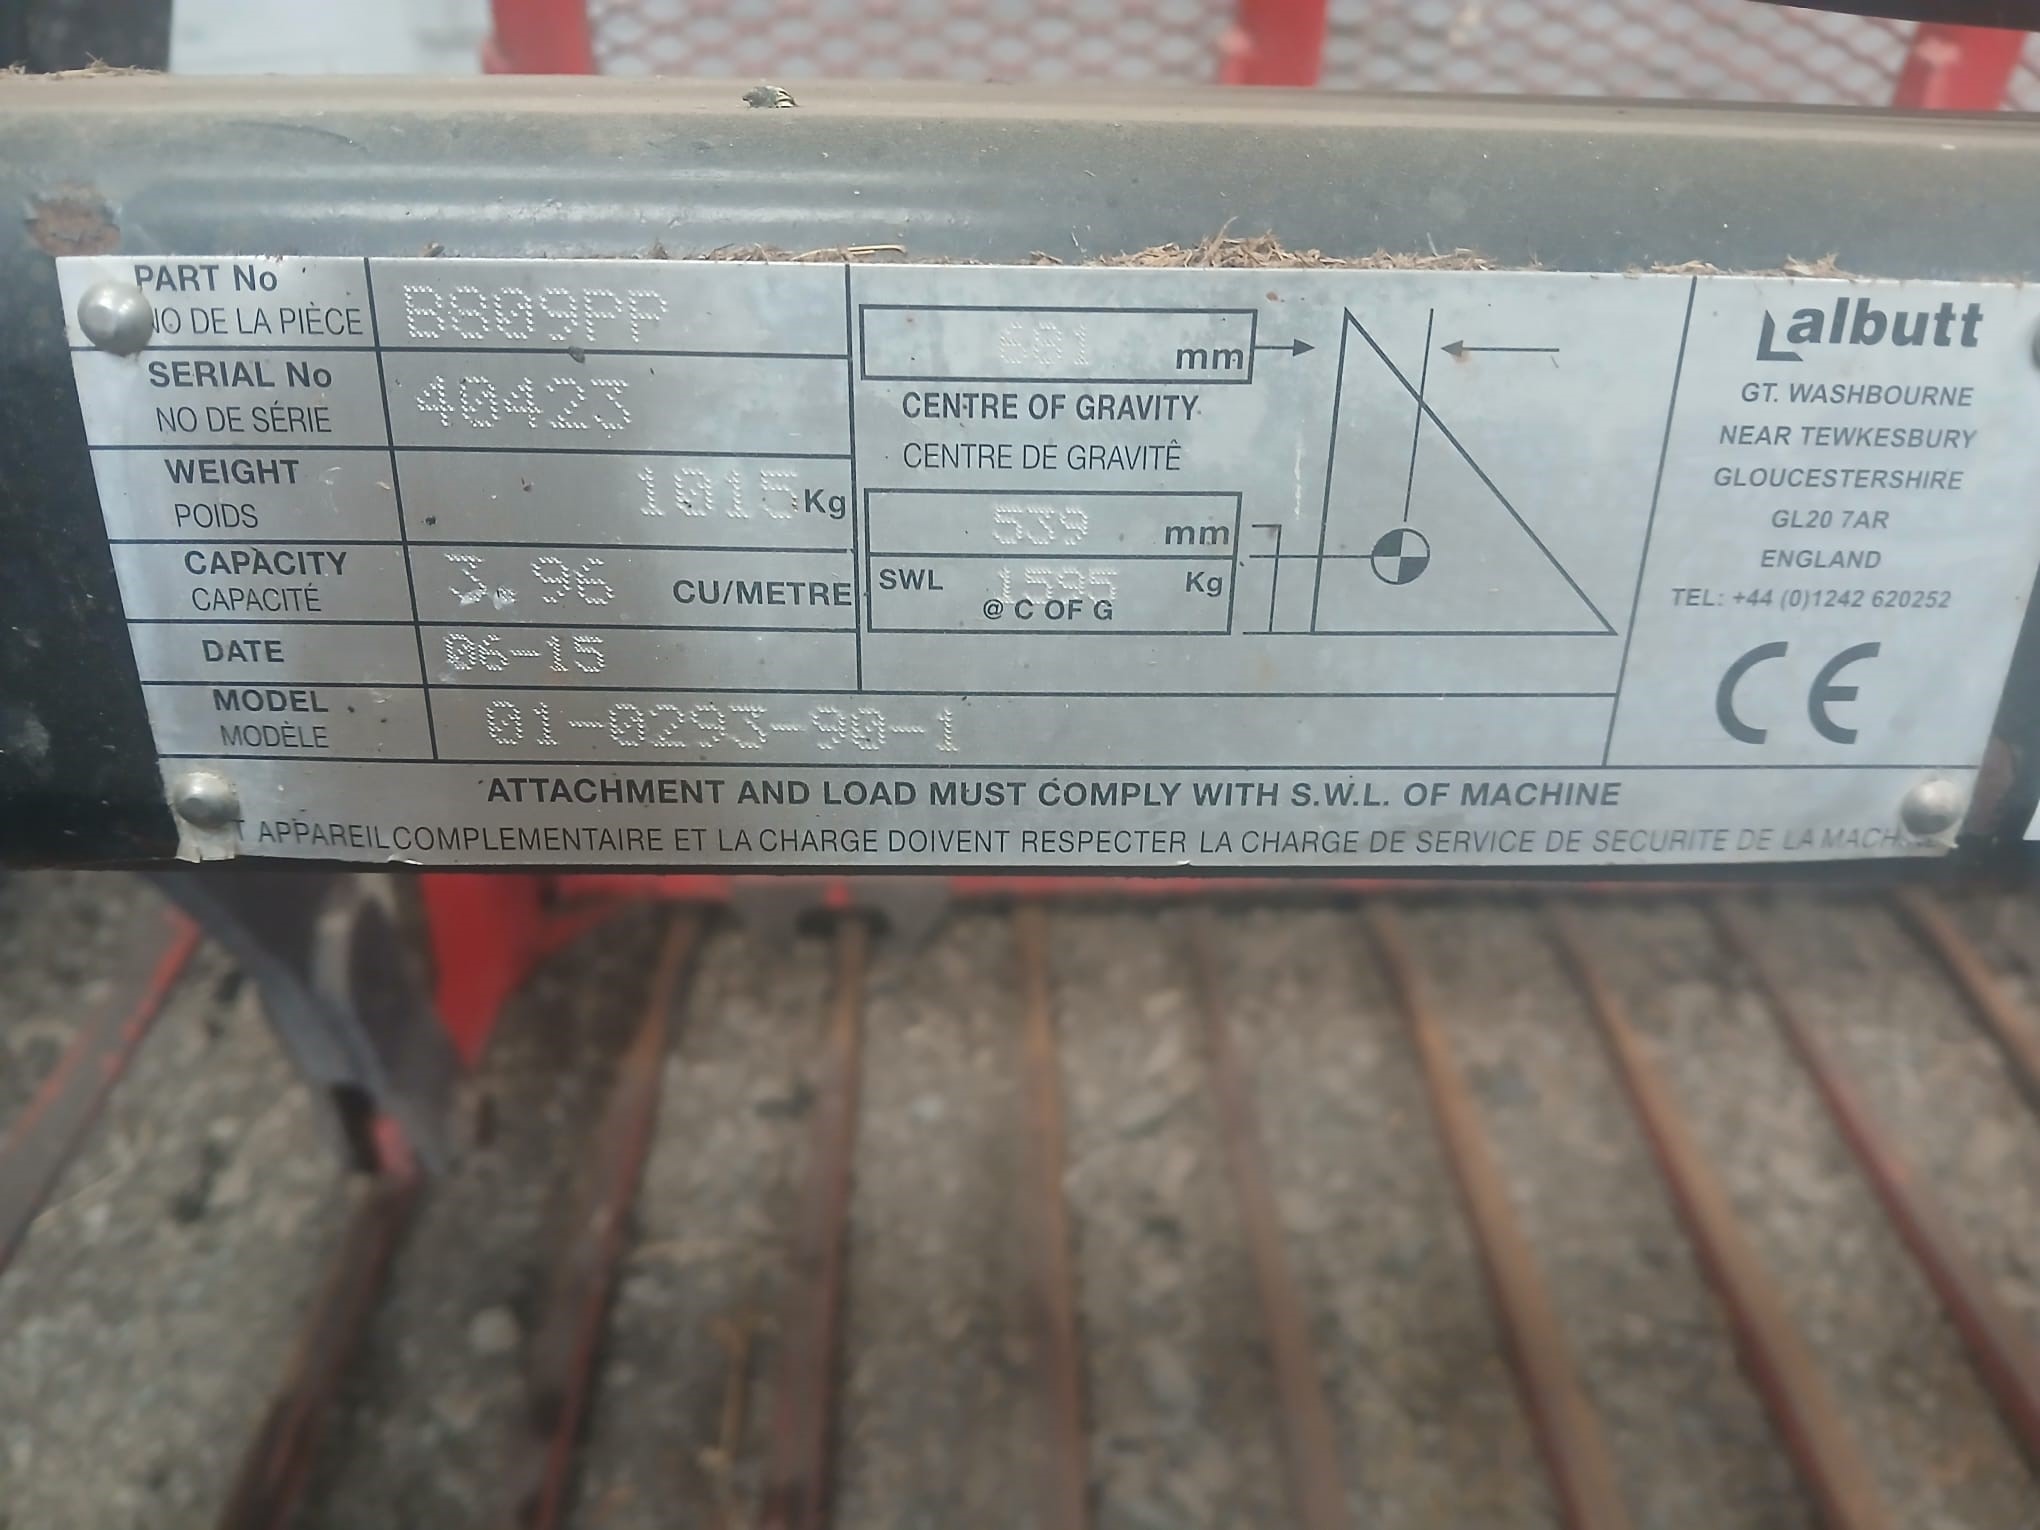 PART No
NO DE LA PIÈCE
B809PP
SERIAL No
NO DE SÉRIE
40423
WEIGHT
POIDS
1015 Kg
CAPACITY
CAPACITÉ
3.96 CU/METRE
DATE
06-15
MODEL
MODÈLE
01-0293-90-1
681 mm
CENTRE OF GRAVITY
CENTRE DE GRAVITÊ
539 mm
SWL 1595 Kg
@ C OF G
albutt
GT. WASHBOURNE
NEAR TEWKESBURY
GLOUCESTERSHIRE
GL20 7AR
ENGLAND
TEL: +44 (0)1242 620252
CE
ATTACHMENT AND LOAD MUST COMPLY WITH S.W.L. OF MACHINE
APPAREIL COMPLEMENTAIRE ET LA CHARGE DOIVENT RESPECTER LA CHARGE DE SERVICE DE SECURITE DE LA